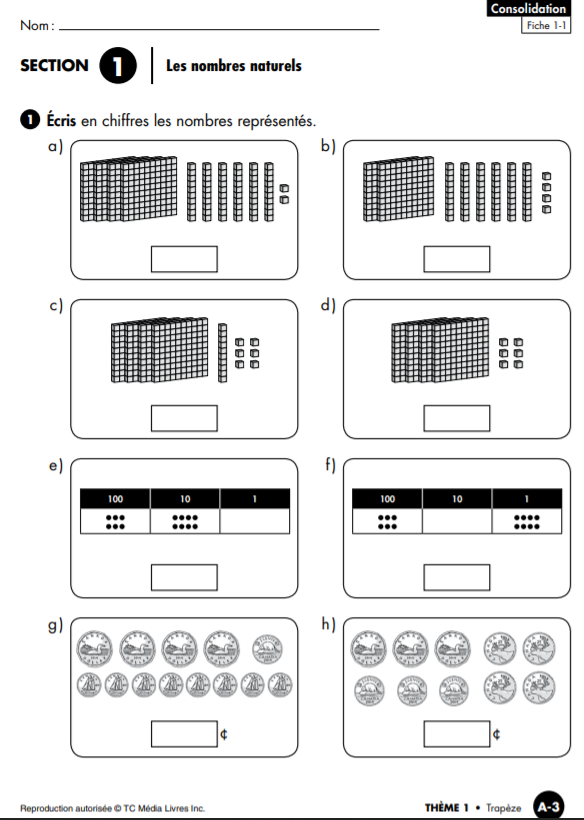 Consolidation
Nom : Fiche 1-1
SECTION 1 Les nombres naturels
1 Écris en chiffres les nombres représentés.
a) b)
c) d)
e) f)
100 10 1 100 10 1
g) h)
¢ ¢
Reproduction autorisée © TC Média Livres Inc. THÈME 1 • Trapèze A-3